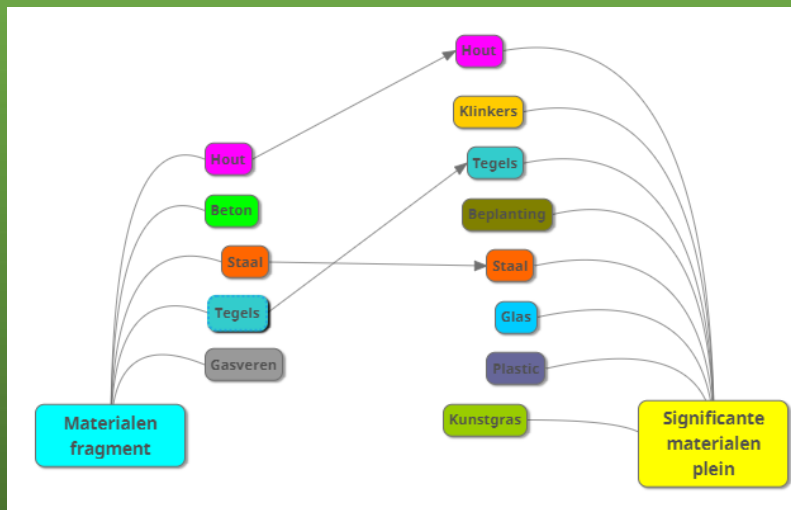 Hout
Klinkers
Hout
Tegels
Beton
Beplanting
Staal
Staal
Tegels
Glas
Gasveren
Plastic
Materialen
fragment
Kunstgras
Significante
materialen
plein